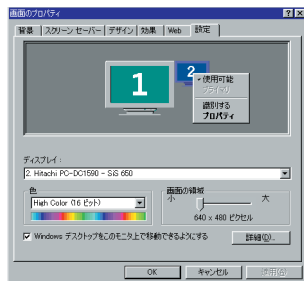 画面のプロパティ
背景 スクリーン セーバー デザイン 効果 Web 設定
1
2
使用可能
プライマリ
識別する
プロパティ
ディスプレイ:
2. Hitachi PC-DC1590 - SiS 650
色
High Color (16 ビット)
画面の領域
小 大
640 x 480 ピクセル
Windows デスクトップをこのモニタ上で移動できるようにする
詳細(D)...
OK キャンセル 適用(A)